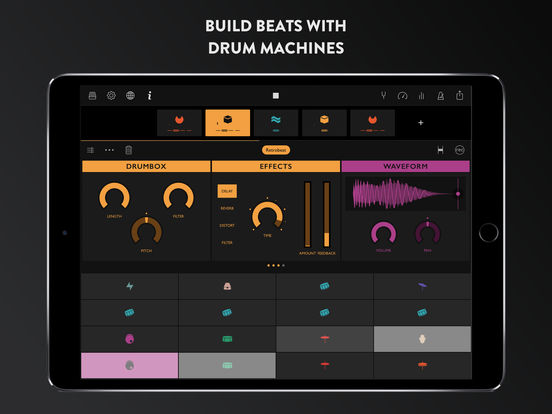 BUILD BEATS WITH
DRUM MACHINES
Retrobeat
DRUMBOX
EFFECTS
WAVEFORM
LENGTH
FILTER
PITCH
DELAY
REVERB
DISTORT
FILTER
TIME
AMOUNT FEEDBACK
VOLUME
PAN